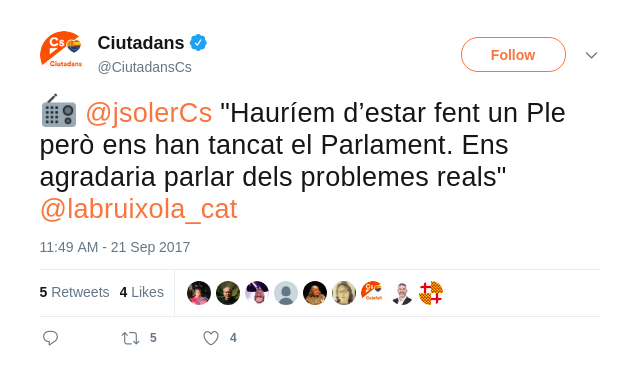 Cs
Ciutadans
Ciutadans
@CiutadansCs
Follow
@jsolerCs "Hauríem d’estar fent un Ple
però ens han tancat el Parlament. Ens
agradaria parlar dels problemes reals"
@labruixola_cat
11:49 AM - 21 Sep 2017
5 Retweets 4 Likes
5 4